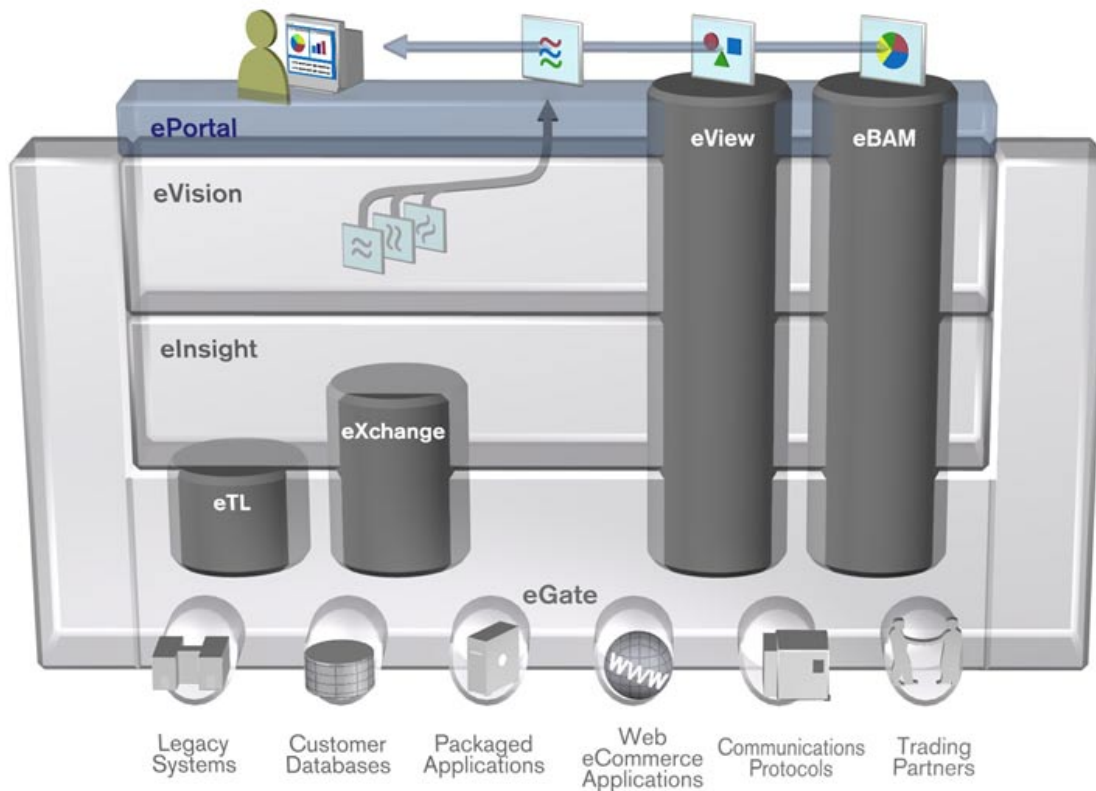 ePortal
eView
eBAM
eVision
eInsight
eXchange
eTL
eGate
www
Legacy
Systems
Customer
Databases
Packaged
Applications
Web
eCommerce
Applications
Communications
Protocols
Trading
Partners